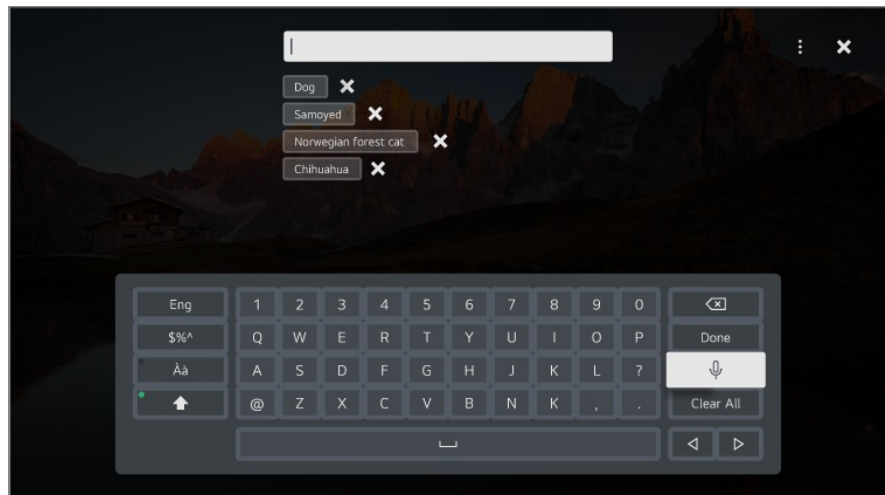 Dog
Samoyed
Norwegian forest cat
Chihuahua
Eng 1 2 3 4 5 6 7 8 9 0
$%^ Q W E R T Y U I O P Done
Àà A S D F G H J K L ?
@ Z X C V B N K , . Clear All